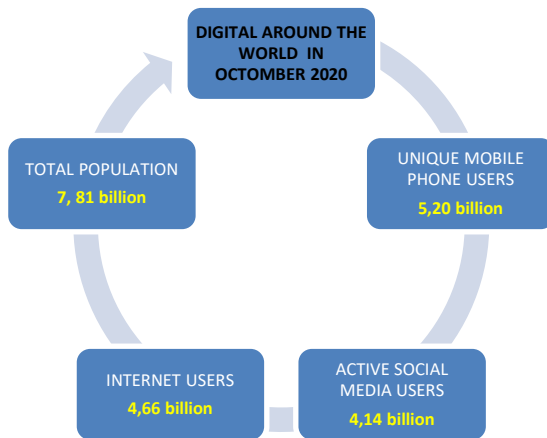 DIGITAL AROUND THE
WORLD IN
OCTOMBER 2020
UNIQUE MOBILE
PHONE USERS
5,20 billion
ACTIVE SOCIAL
MEDIA USERS
4,14 billion
INTERNET USERS
4,66 billion
TOTAL POPULATION
7, 81 billion